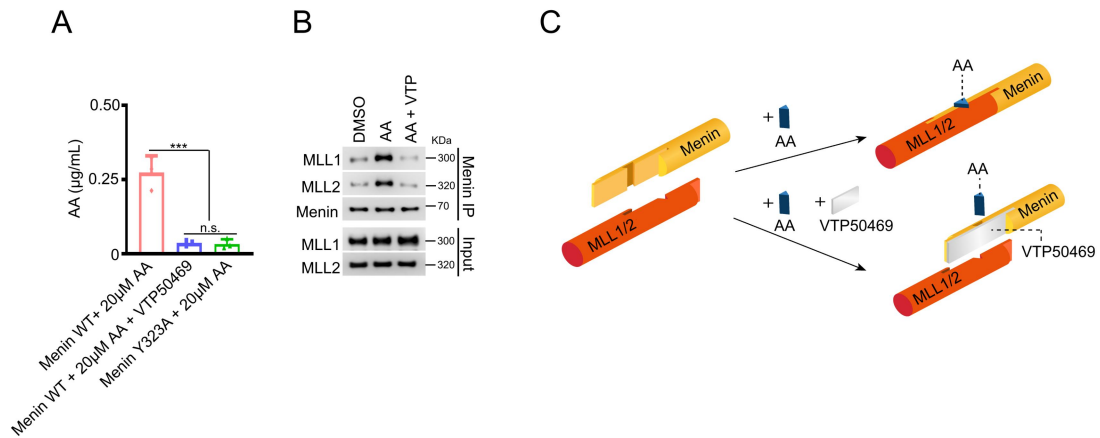 A
AA (μg/mL)
0.50
0.25
0
***
n.s.
Menin WT+ 20μM AA
Menin WT + 20μM AA + VTP50469
Menin Y323A + 20μM AA
B
DMSO
AA
AA + VTP
KDa
MLL1
300
MLL2
320
Menin
70
Menin IP
MLL1
300
MLL2
320
Input
C
Menin
MLL1/2
+
AA
+
AA
+
VTP50469
AA
Menin
MLL1/2
AA
Menin
VTP50469
MLL1/2